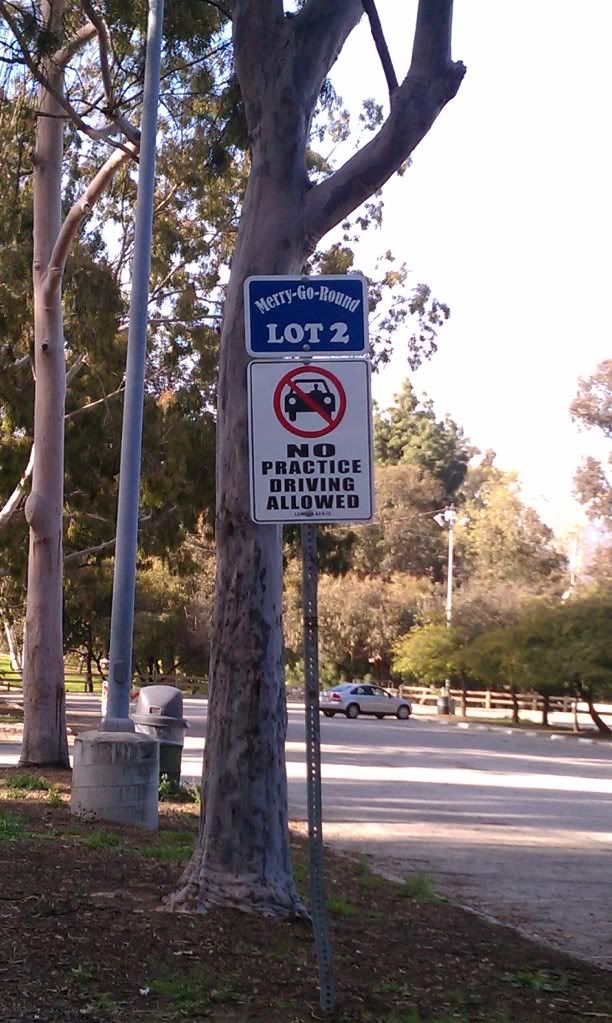 Merry-Go-Round
LOT 2
NO
PRACTICE
DRIVING
ALLOWED